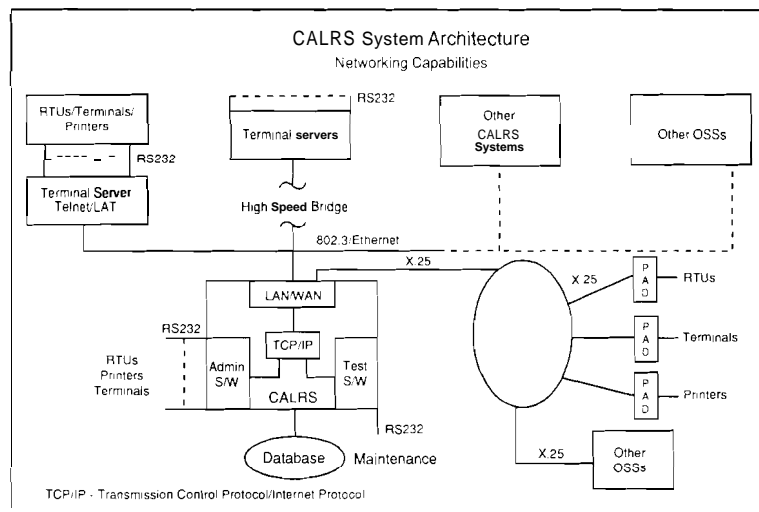 CALRS System Architecture
Networking Capabilities
RTUs/Terminals/
Printers
RS232
Terminal Server
Telnet/LAT
RS232
Terminal servers
High Speed Bridge
Other
CALRS
Systems
Other OSSs
802.3/Ethernet
X.25
LAN/WAN
TCP/IP
RS232
RTUs
Printers
Terminals
Admin
S/W
Test
S/W
CALRS
RS232
Database
Maintenance
X.25
P
A
D
RTUs
P
A
D
Terminals
P
A
D
Printers
X.25
Other
OSSs
TCP/IP - Transmission Control Protocol/Internet Protocol